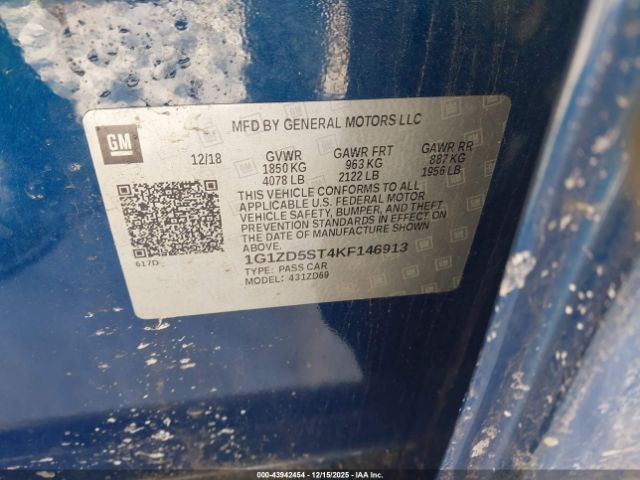 GM
MFD BY GENERAL MOTORS LLC
12/18 GVWR GAWR FRT GAWR RR
1850 KG 963 KG 887 KG
4078 LB 2122 LB 1956 LB
THIS VEHICLE CONFORMS TO ALL
APPLICABLE U.S. FEDERAL MOTOR
VEHICLE SAFETY, BUMPER, AND THEFT
PREVENTION STANDARDS IN EFFECT ON
THE DATE OF MANUFACTURE SHOWN
ABOVE.
617D
1G1ZD5ST4KF146913
TYPE: PASS CAR
MODEL: 431ZD69
000-43942454 - 12/15/2025 - IAAI.COM